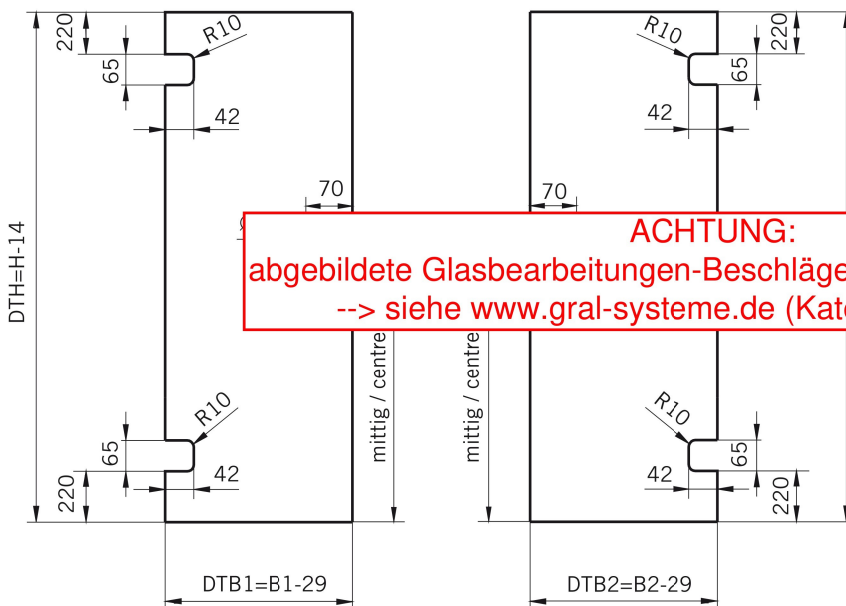 220
R10
65
42
70
DTH=H-14
mittig / centre
R10
65
42
220
DTB1=B1-29
R10
220
65
42
70
ACHTUNG:
abgebildete Glasbearbeitungen-Beschläge
--> siehe www.gral-systeme.de (Kat
mittig / centre
R10
65
42
220
DTB2=B2-29